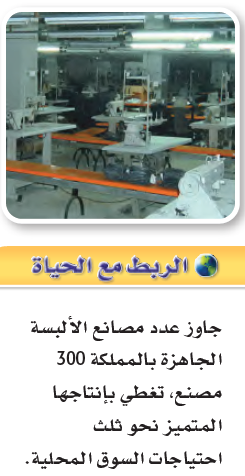 الربط مع الحياة
جاوز عدد مصانع الألبسة
الجاهزة بالمملكة 300
مصنع، تغطي بإنتاجها
المتميز نحو ثلث
احتياجات السوق المحلية.